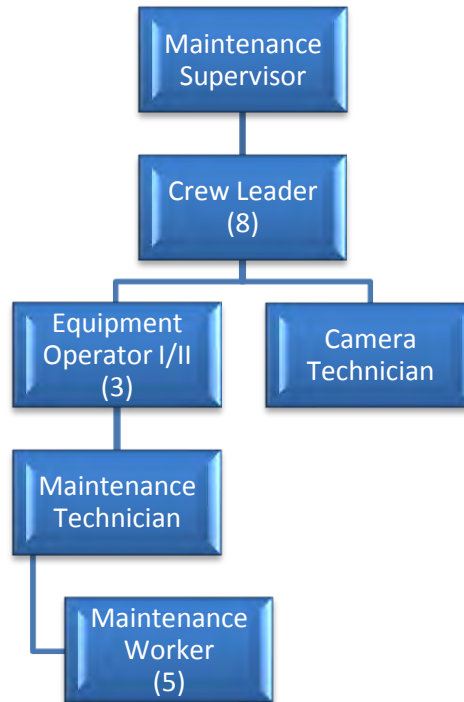 Maintenance
Supervisor
Crew Leader
(8)
Equipment
Operator I/II
(3)
Camera
Technician
Maintenance
Technician
Maintenance
Worker
(5)